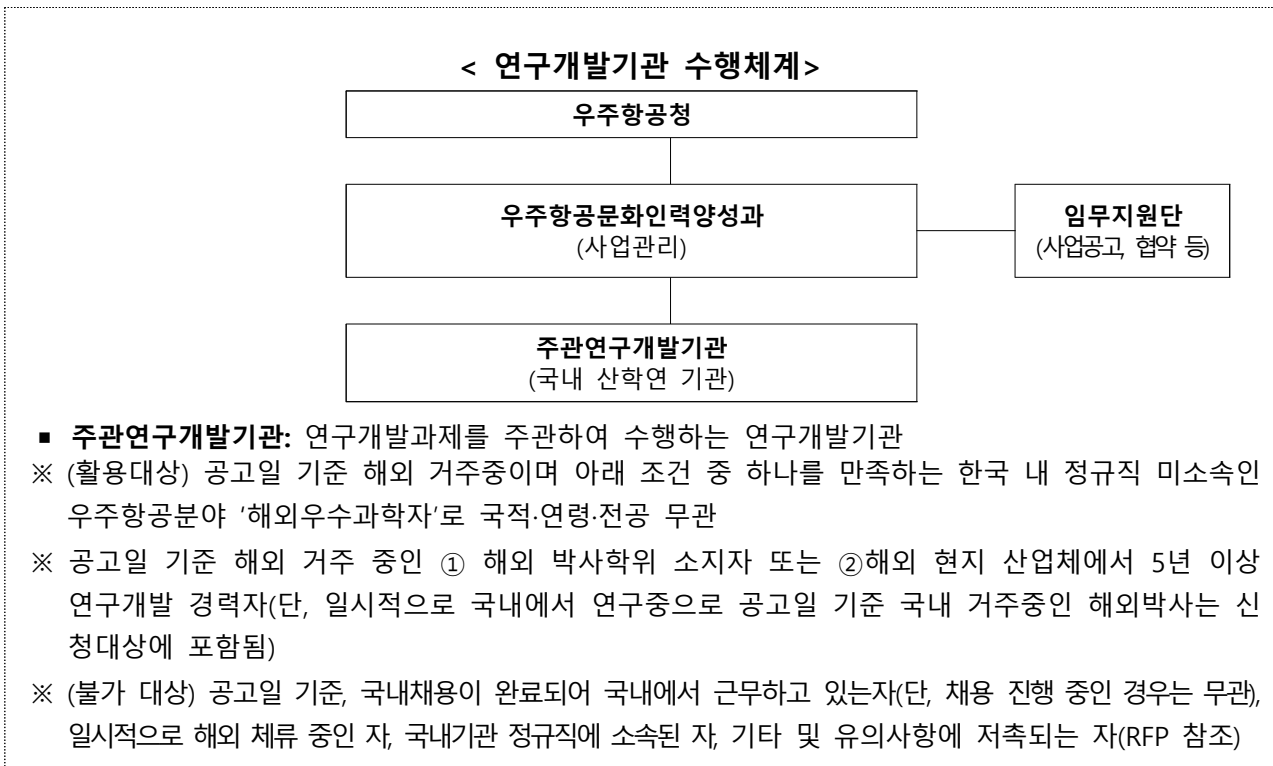 < 연구개발기관 수행체계>
우주항공청
우주항공문화인력양성과
(사업관리)
임무지원단
(사업공고, 협약 등)
주관연구개발기관
(국내 산학연 기관)
▪ 주관연구개발기관: 연구개발과제를 주관하여 수행하는 연구개발기관
※ (활용대상) 공고일 기준 해외 거주중이며 아래 조건 중 하나를 만족하는 한국 내 정규직 미소속인
우주항공분야 '해외우수과학자'로 국적·연령·전공 무관
※ 공고일 기준 해외 거주 중인 ① 해외 박사학위 소지자 또는 ②해외 현지 산업체에서 5년 이상
연구개발 경력자(단, 일시적으로 국내에서 연구중으로 공고일 기준 국내 거주중인 해외박사는 신
청대상에 포함됨)
※ (불가 대상) 공고일 기준, 국내채용이 완료되어 국내에서 근무하고 있는자(단, 채용 진행 중인 경우는 무관),
일시적으로 해외 체류 중인 자, 국내기관 정규직에 소속된 자, 기타 및 유의사항에 저촉되는 자(RFP 참조)